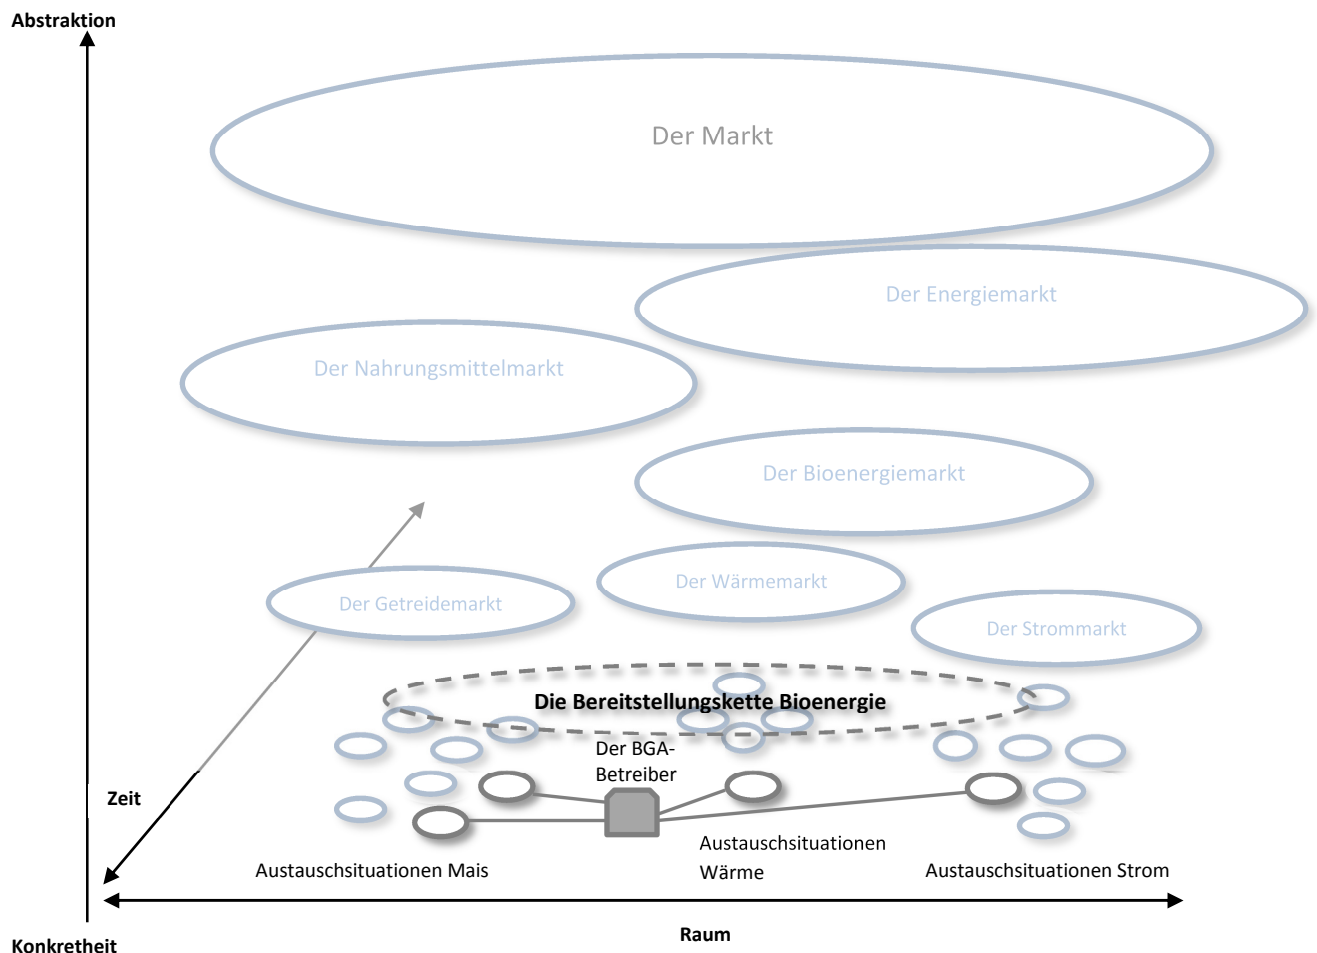 Abstraktion
Der Markt
Der Energiemarkt
Der Nahrungsmittelmarkt
Der Bioenergiemarkt
Der Wärmemarkt
Der Getreidemarkt
Der Strommarkt
Die Bereitstellungskette Bioenergie
Der BGA-
Betreiber
Zeit
Austauschsituationen
Wärme
Austauschsituationen Mais
Austauschsituationen Strom
Raum
Konkretheit